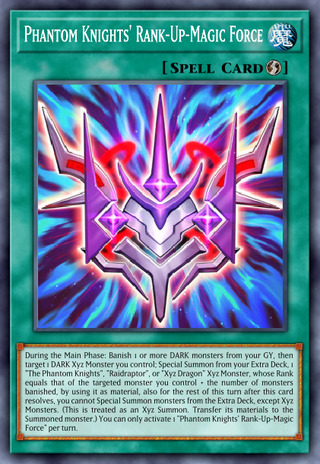 Phantom Knights' Rank-Up-Magic Force
魔
[Spell Card]
During the Main Phase: Banish 1 or more DARK monsters from your GY, then
target 1 DARK Xyz Monster you control; Special Summon from your Extra Deck, 1
"The Phantom Knights", "Raidraptor", or "Xyz Dragon" Xyz Monster, whose Rank
equals that of the targeted monster you control + the number of monsters
banished, by using it as material, also for the rest of this turn after this card
resolves, you cannot Special Summon monsters from the Extra Deck, except Xyz
Monsters. (This is treated as an Xyz Summon. Transfer its materials to the
Summoned monster.) You can only activate 1 "Phantom Knights' Rank-Up-Magic
Force" per turn.